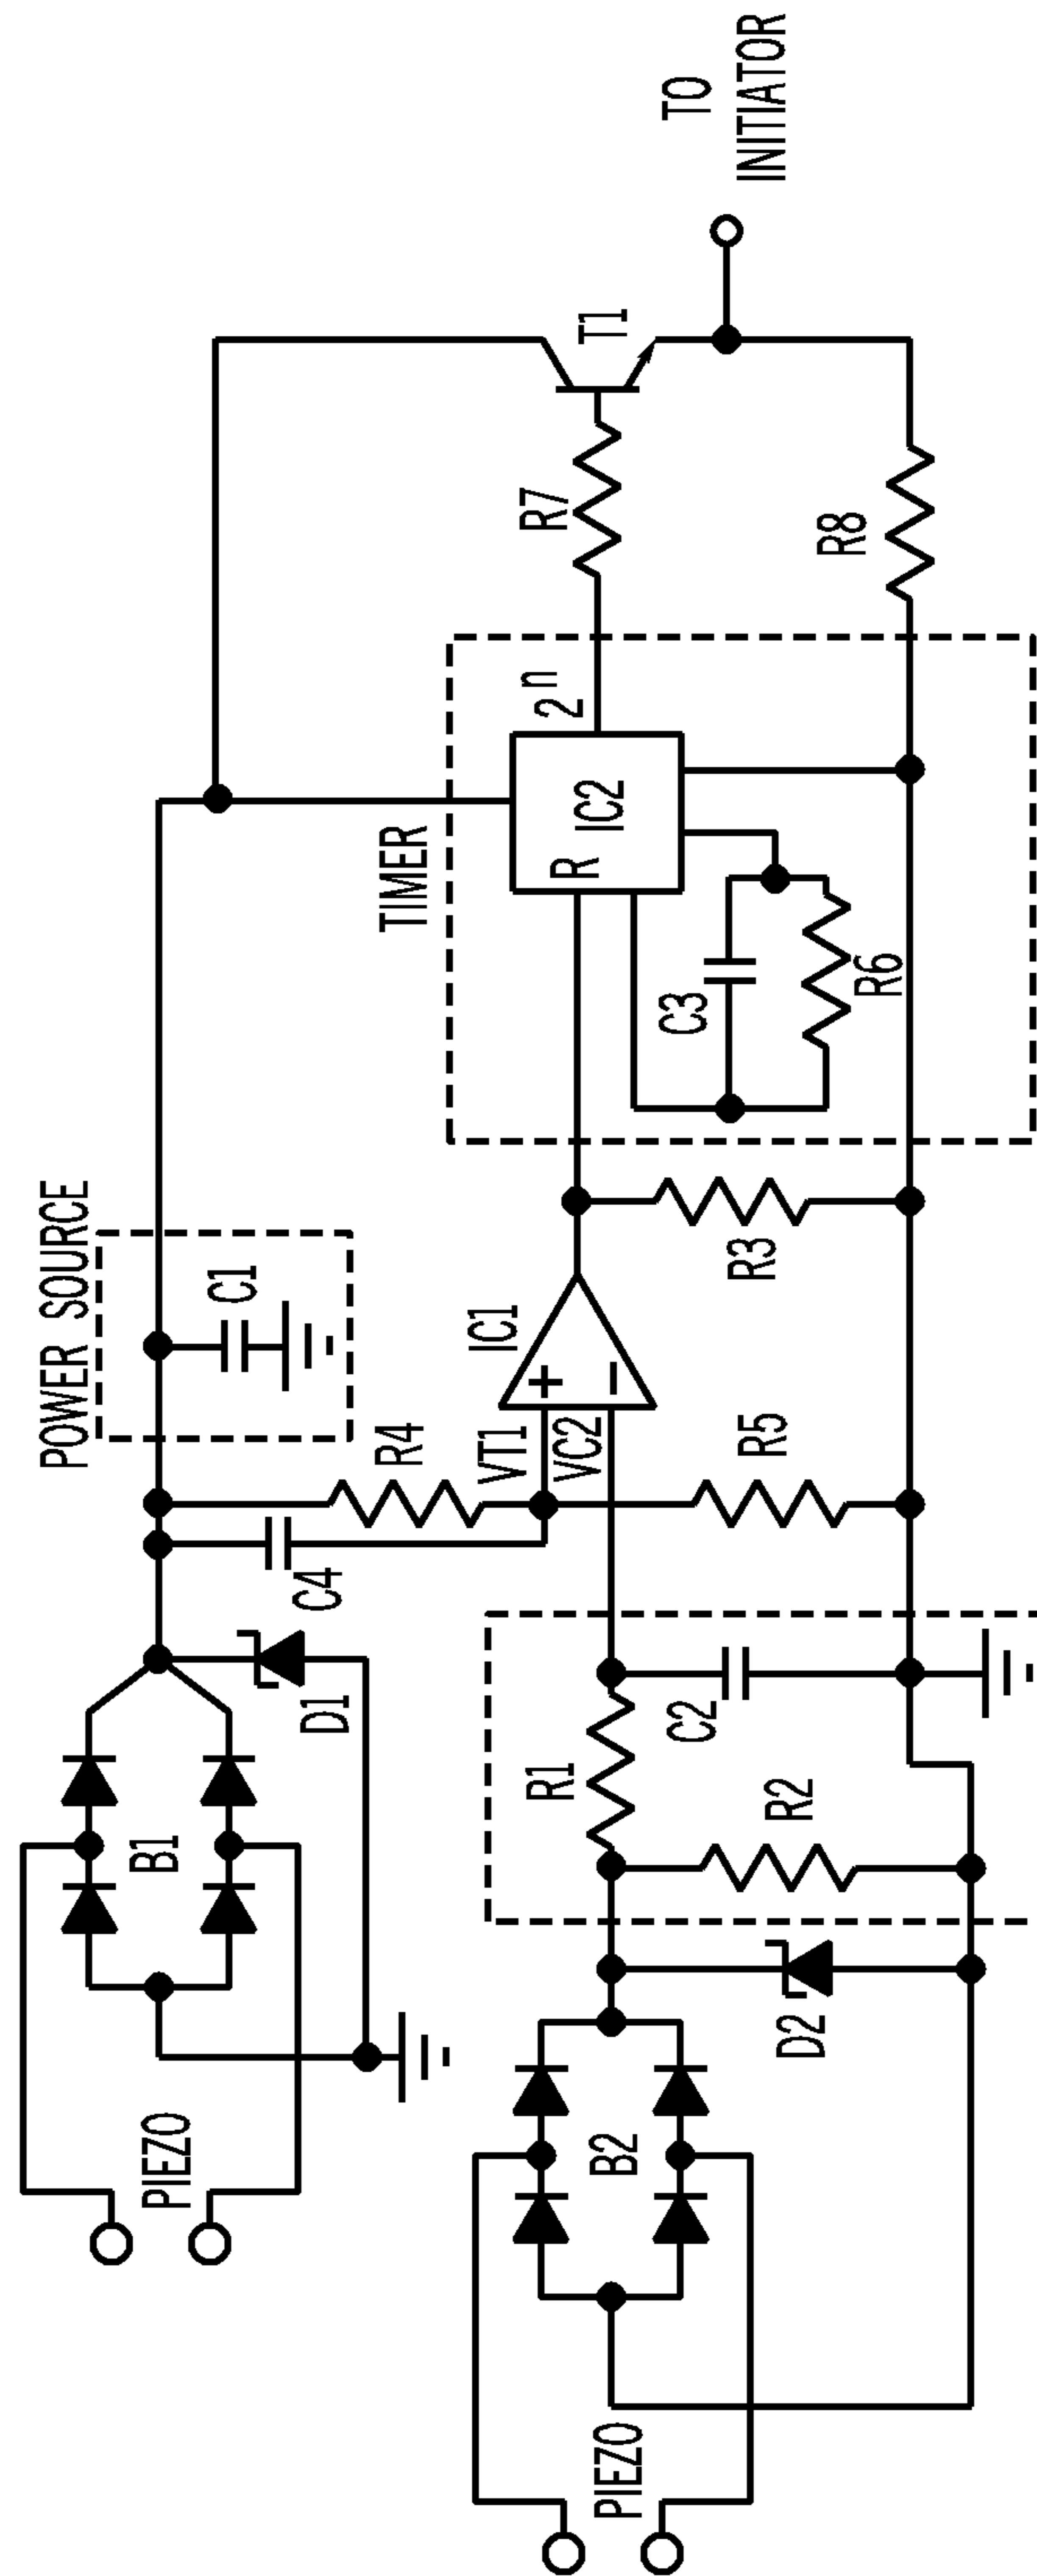 POWER SOURCE
PIEZO
B1
D1
C4
R4
C1
TIMER
VT1
VC2
IC1
+
−
R
IC2
2ⁿ
R7
T1
TO
INITIATOR
PIEZO
B2
D2
R1
R2
C2
R5
R3
C3
R6
R8